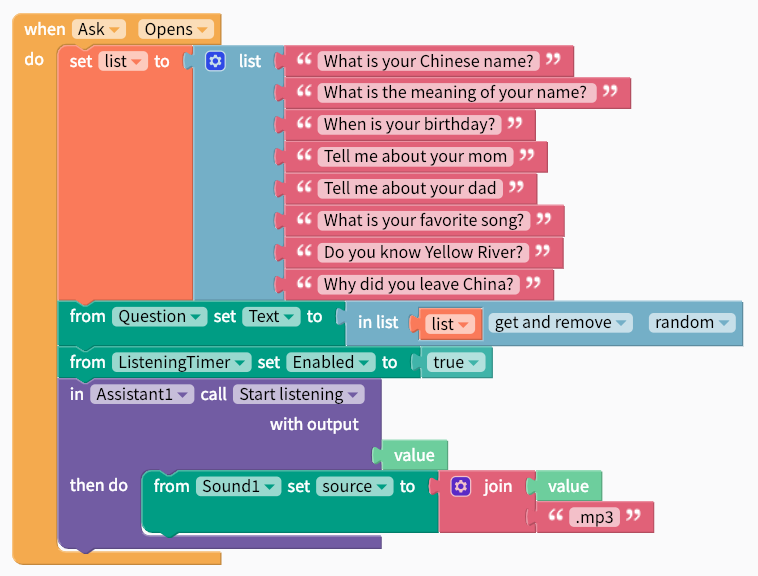 when Ask Opens
do set list to list “ What is your Chinese name? ”
“ What is the meaning of your name? ”
“ When is your birthday? ”
“ Tell me about your mom ”
“ Tell me about your dad ”
“ What is your favorite song? ”
“ Do you know Yellow River? ”
“ Why did you leave China? ”
from Question set Text to in list list get and remove random
from ListeningTimer set Enabled to true
in Assistant1 call Start listening
with output
value
then do from Sound1 set source to join value
“ .mp3 ”